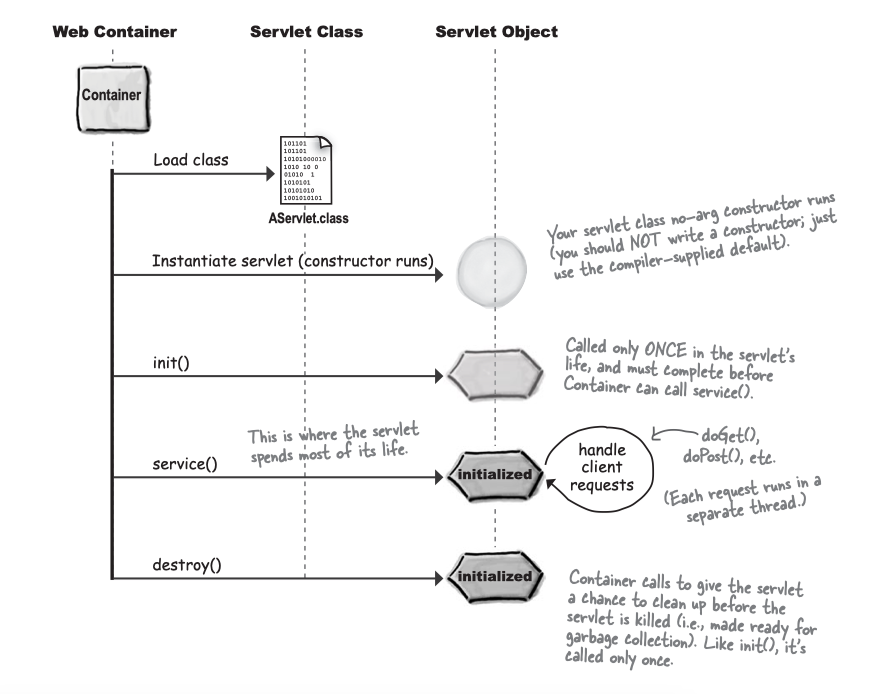 Web Container
Servlet Class
Servlet Object
Container
Load class
101101
101101
10101000010
1010 10 0
01010 1
1010101
10101010
1001010101
AServlet.class
Instantiate servlet (constructor runs)
Your servlet class no-arg constructor runs
(you should NOT write a constructor; just
use the compiler-supplied default).
init()
Called only ONCE in the servlet's
life, and must complete before
Container can call service().
This is where the servlet
spends most of its life.
service()
initialized
handle
client
requests
doGet(),
doPost(), etc.
(Each request runs in a
separate thread.)
destroy()
initialized
Container calls to give the servlet
a chance to clean up before the
servlet is killed (i.e., made ready for
garbage collection). Like init(), it's
called only once.